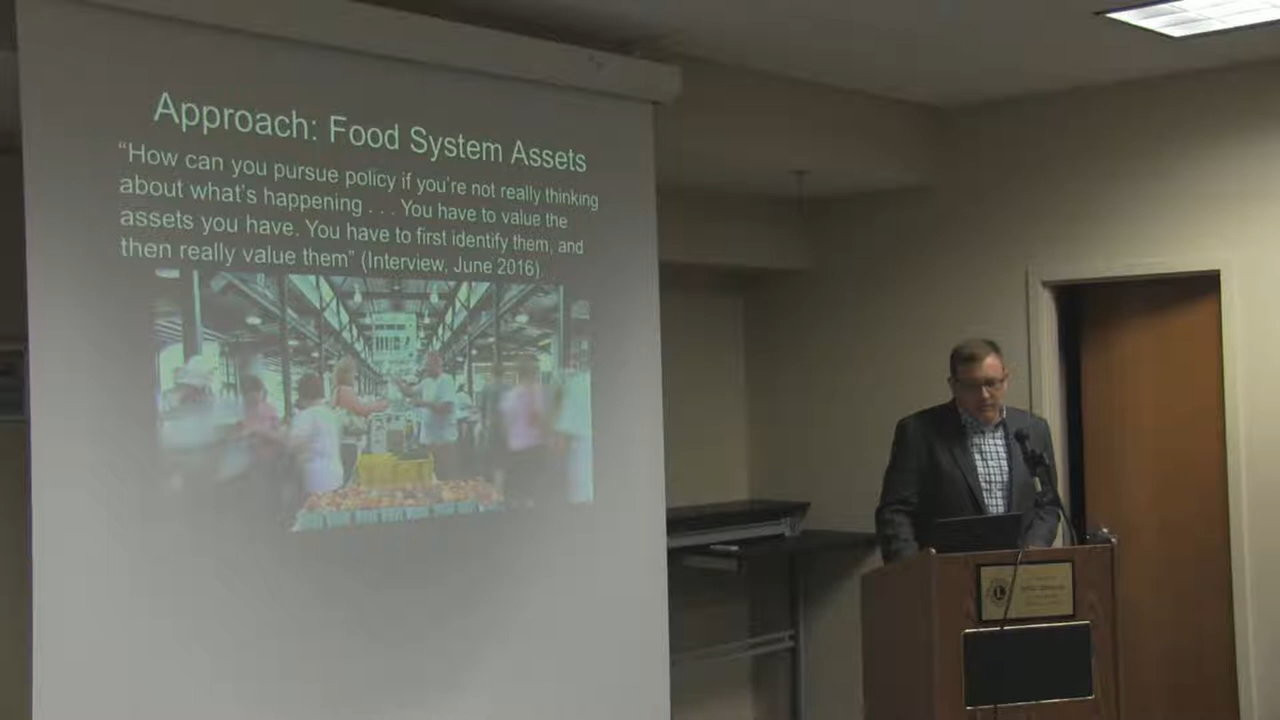 Approach: Food System Assets
“How can you pursue policy if you're not really thinking
about what's happening . . . You have to value the
assets you have. You have to first identify them, and
then really value them” (Interview, June 2016)
L